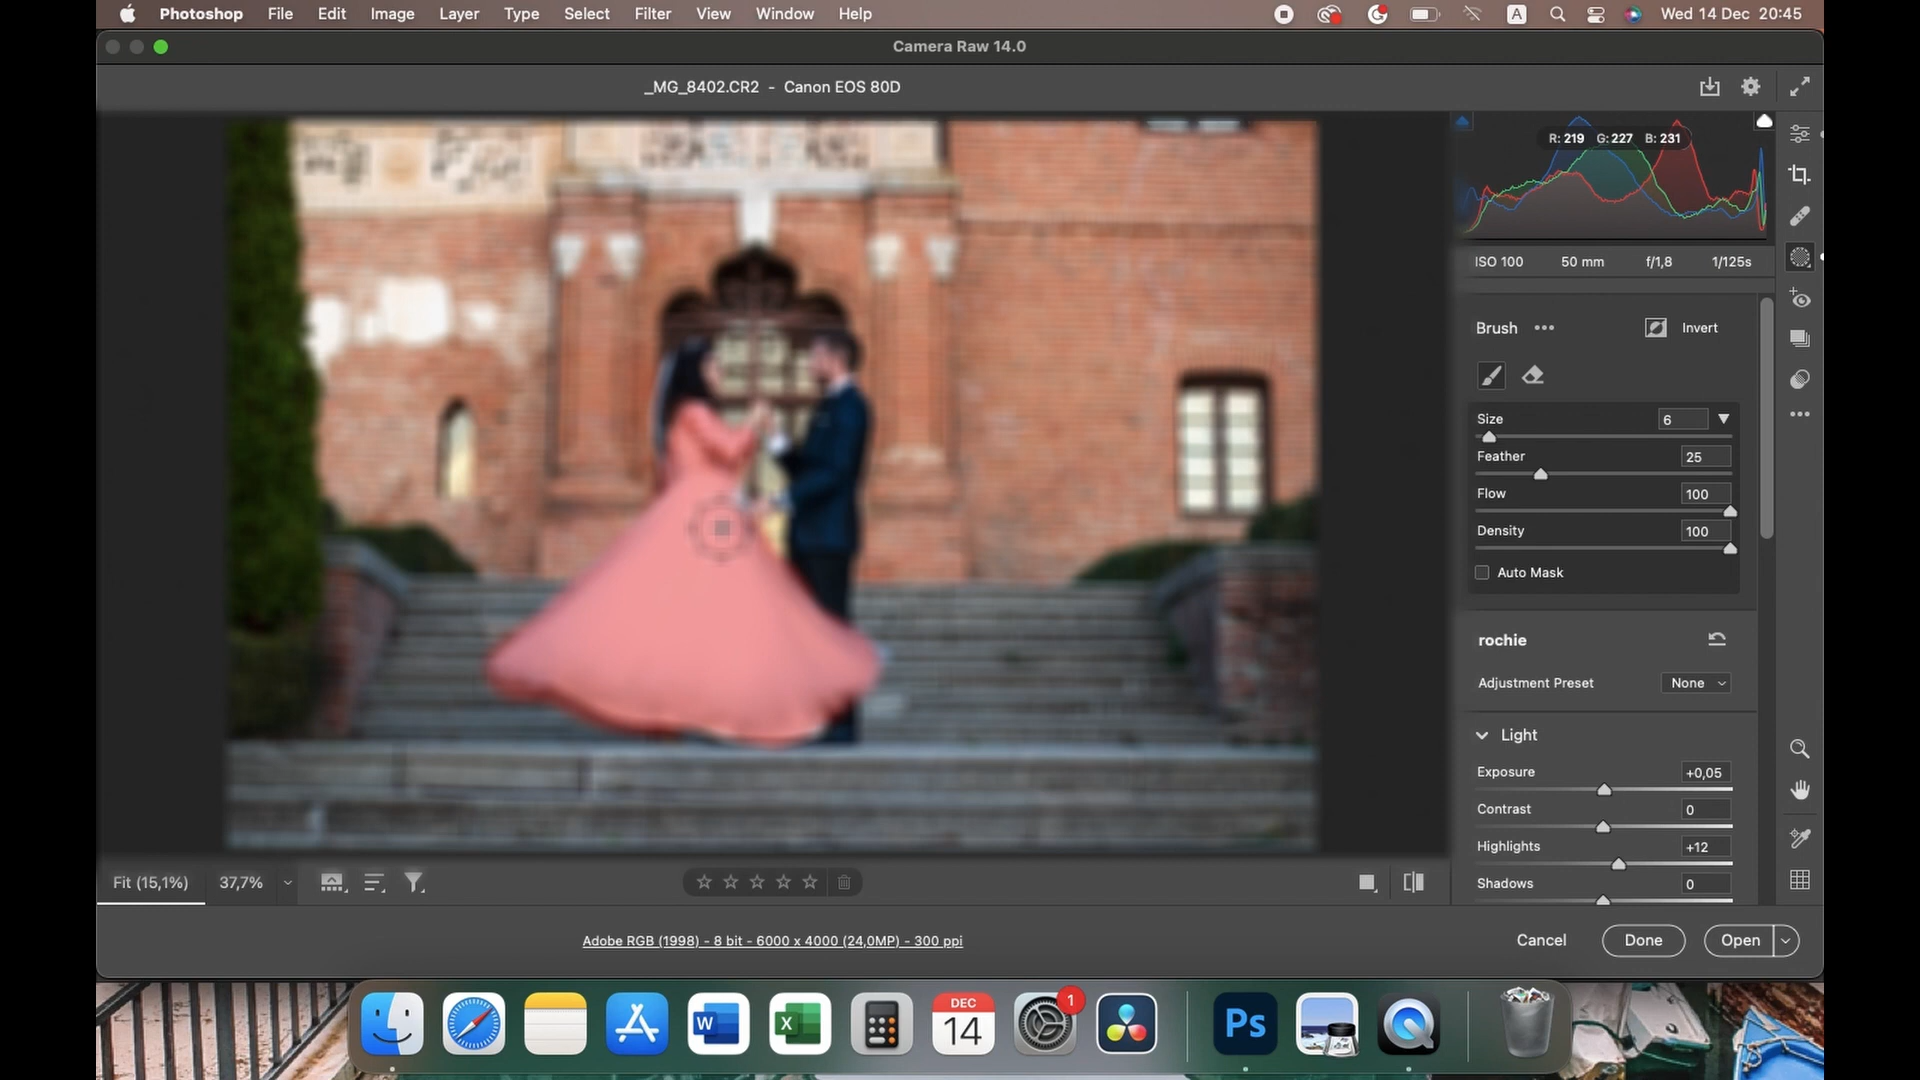 Photoshop File Edit Image Layer Type Select Filter View Window Help A Wed 14 Dec 20:45
Camera Raw 14.0
_MG_8402.CR2 - Canon EOS 80D
R: 219 G: 227 B: 231
ISO 100 50 mm f/1,8 1/125s
Brush Invert
Size 6
Feather 25
Flow 100
Density 100
Auto Mask
rochie
Adjustment Preset None
Light
Exposure +0,05
Contrast 0
Highlights +12
Shadows 0
Fit (15,1%) 37,7%
Adobe RGB (1998) - 8 bit - 6000 x 4000 (24,0MP) - 300 ppi
Cancel Done Open
W X DEC 14 1 Ps